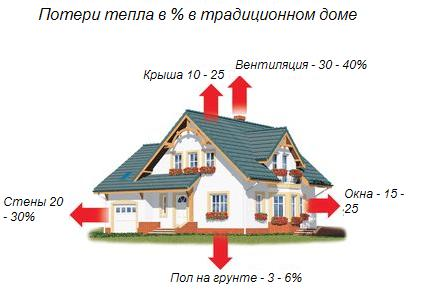 Потери тепла в % в традиционном доме
Вентиляция - 30 - 40%
Крыша 10 - 25
Стены 20
- 30%
Окна - 15 -
25
Пол на грунте - 3 - 6%